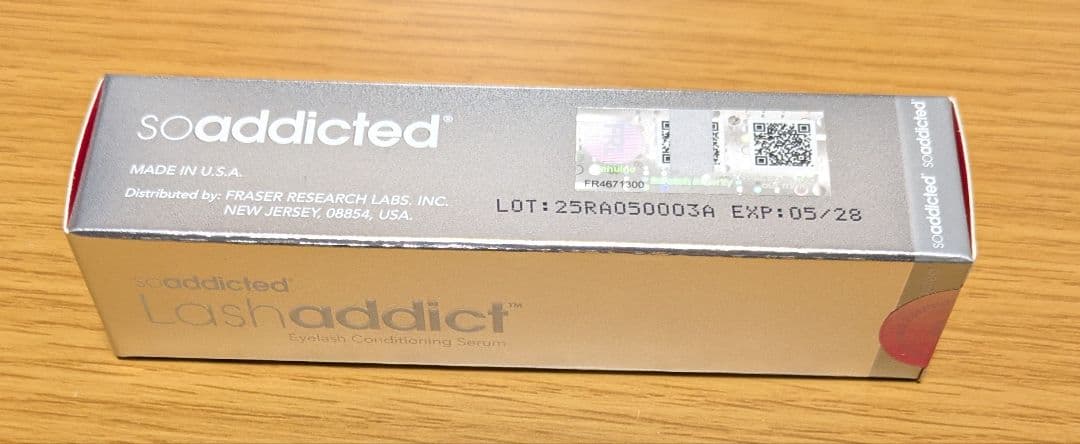 soaddicted®
MADE IN U.S.A.
Distributed by: FRASER RESEARCH LABS. INC.
NEW JERSEY, 08854, USA.
FR4671300
LOT:25RA050003A EXP:05/28
soaddicted® soaddicted®
soaddicted®
Lashaddict™
Eyelash Conditioning Serum